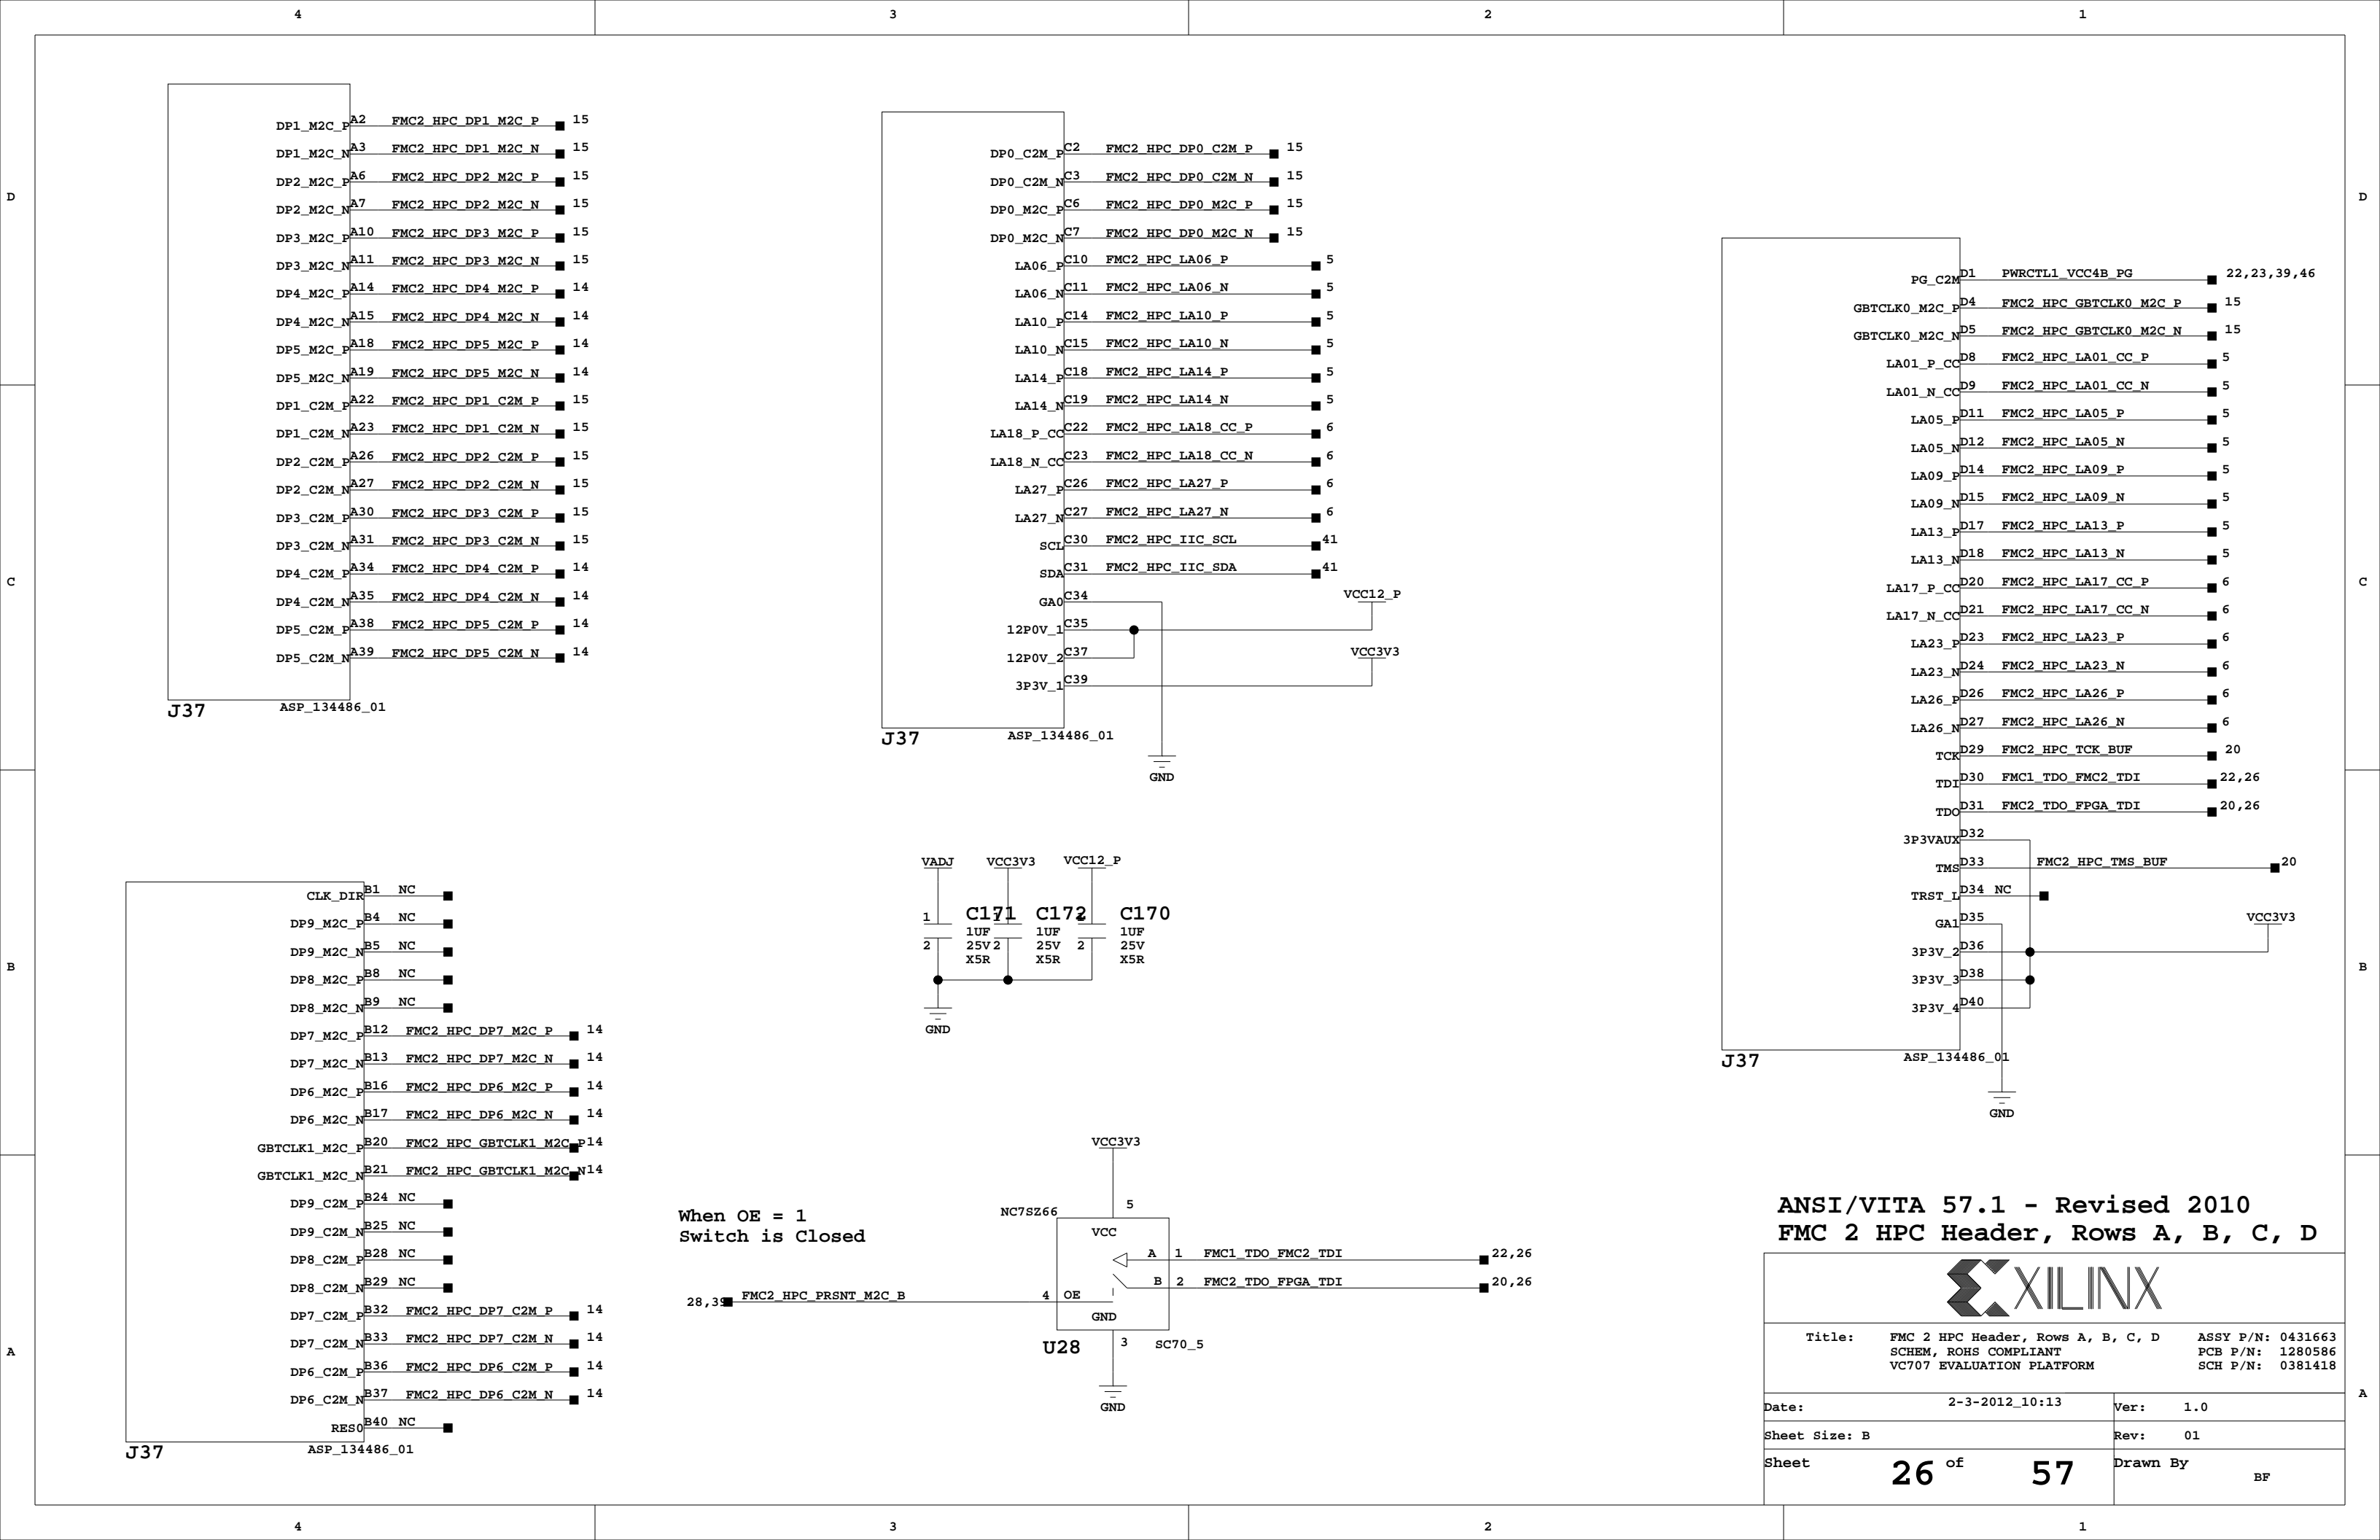 4 3 2 1
D
C
B
A
D
C
B
A
DP1_M2C_P A2 FMC2_HPC_DP1_M2C_P 15
DP1_M2C_N A3 FMC2_HPC_DP1_M2C_N 15
DP2_M2C_P A6 FMC2_HPC_DP2_M2C_P 15
DP2_M2C_N A7 FMC2_HPC_DP2_M2C_N 15
DP3_M2C_P A10 FMC2_HPC_DP3_M2C_P 15
DP3_M2C_N A11 FMC2_HPC_DP3_M2C_N 15
DP4_M2C_P A14 FMC2_HPC_DP4_M2C_P 14
DP4_M2C_N A15 FMC2_HPC_DP4_M2C_N 14
DP5_M2C_P A18 FMC2_HPC_DP5_M2C_P 14
DP5_M2C_N A19 FMC2_HPC_DP5_M2C_N 14
DP1_C2M_P A22 FMC2_HPC_DP1_C2M_P 15
DP1_C2M_N A23 FMC2_HPC_DP1_C2M_N 15
DP2_C2M_P A26 FMC2_HPC_DP2_C2M_P 15
DP2_C2M_N A27 FMC2_HPC_DP2_C2M_N 15
DP3_C2M_P A30 FMC2_HPC_DP3_C2M_P 15
DP3_C2M_N A31 FMC2_HPC_DP3_C2M_N 15
DP4_C2M_P A34 FMC2_HPC_DP4_C2M_P 14
DP4_C2M_N A35 FMC2_HPC_DP4_C2M_N 14
DP5_C2M_P A38 FMC2_HPC_DP5_C2M_P 14
DP5_C2M_N A39 FMC2_HPC_DP5_C2M_N 14
J37 ASP_134486_01
CLK_DIR B1 NC
DP9_M2C_P B4 NC
DP9_M2C_N B5 NC
DP8_M2C_P B8 NC
DP8_M2C_N B9 NC
DP7_M2C_P B12 FMC2_HPC_DP7_M2C_P 14
DP7_M2C_N B13 FMC2_HPC_DP7_M2C_N 14
DP6_M2C_P B16 FMC2_HPC_DP6_M2C_P 14
DP6_M2C_N B17 FMC2_HPC_DP6_M2C_N 14
GBTCLK1_M2C_P B20 FMC2_HPC_GBTCLK1_M2C_P 14
GBTCLK1_M2C_N B21 FMC2_HPC_GBTCLK1_M2C_N 14
DP9_C2M_P B24 NC
DP9_C2M_N B25 NC
DP8_C2M_P B28 NC
DP8_C2M_N B29 NC
DP7_C2M_P B32 FMC2_HPC_DP7_C2M_P 14
DP7_C2M_N B33 FMC2_HPC_DP7_C2M_N 14
DP6_C2M_P B36 FMC2_HPC_DP6_C2M_P 14
DP6_C2M_N B37 FMC2_HPC_DP6_C2M_N 14
RES0 B40 NC
J37 ASP_134486_01
DP0_C2M_P C2 FMC2_HPC_DP0_C2M_P 15
DP0_C2M_N C3 FMC2_HPC_DP0_C2M_N 15
DP0_M2C_P C6 FMC2_HPC_DP0_M2C_P 15
DP0_M2C_N C7 FMC2_HPC_DP0_M2C_N 15
LA06_P C10 FMC2_HPC_LA06_P 5
LA06_N C11 FMC2_HPC_LA06_N 5
LA10_P C14 FMC2_HPC_LA10_P 5
LA10_N C15 FMC2_HPC_LA10_N 5
LA14_P C18 FMC2_HPC_LA14_P 5
LA14_N C19 FMC2_HPC_LA14_N 5
LA18_P_CC C22 FMC2_HPC_LA18_CC_P 6
LA18_N_CC C23 FMC2_HPC_LA18_CC_N 6
LA27_P C26 FMC2_HPC_LA27_P 6
LA27_N C27 FMC2_HPC_LA27_N 6
SCL C30 FMC2_HPC_IIC_SCL 41
SDA C31 FMC2_HPC_IIC_SDA 41
GA0 C34 VCC12_P
12P0V_1 C35
12P0V_2 C37 VCC3V3
3P3V_1 C39
J37 ASP_134486_01
GND
VADJ VCC3V3 VCC12_P
1 C171 1 C172 1 C170
1UF 1UF 1UF
2 25V 2 25V 2 25V
X5R X5R X5R
GND
VCC3V3
When OE = 1
Switch is Closed
NC7SZ66 5
VCC
A 1 FMC1_TDO_FMC2_TDI 22,26
B 2 FMC2_TDO_FPGA_TDI 20,26
28,39 FMC2_HPC_PRSNT_M2C_B 4 OE
GND
U28 3 SC70_5
GND
PG_C2M D1 PWRCTL1_VCC4B_PG 22,23,39,46
GBTCLK0_M2C_P D4 FMC2_HPC_GBTCLK0_M2C_P 15
GBTCLK0_M2C_N D5 FMC2_HPC_GBTCLK0_M2C_N 15
LA01_P_CC D8 FMC2_HPC_LA01_CC_P 5
LA01_N_CC D9 FMC2_HPC_LA01_CC_N 5
LA05_P D11 FMC2_HPC_LA05_P 5
LA05_N D12 FMC2_HPC_LA05_N 5
LA09_P D14 FMC2_HPC_LA09_P 5
LA09_N D15 FMC2_HPC_LA09_N 5
LA13_P D17 FMC2_HPC_LA13_P 5
LA13_N D18 FMC2_HPC_LA13_N 5
LA17_P_CC D20 FMC2_HPC_LA17_CC_P 6
LA17_N_CC D21 FMC2_HPC_LA17_CC_N 6
LA23_P D23 FMC2_HPC_LA23_P 6
LA23_N D24 FMC2_HPC_LA23_N 6
LA26_P D26 FMC2_HPC_LA26_P 6
LA26_N D27 FMC2_HPC_LA26_N 6
TCK D29 FMC2_HPC_TCK_BUF 20
TDI D30 FMC1_TDO_FMC2_TDI 22,26
TDO D31 FMC2_TDO_FPGA_TDI 20,26
3P3VAUX D32
TMS D33 FMC2_HPC_TMS_BUF 20
TRST_L D34 NC
GA1 D35 VCC3V3
3P3V_2 D36
3P3V_3 D38
3P3V_4 D40
J37 ASP_134486_01
GND
ANSI/VITA 57.1 - Revised 2010
FMC 2 HPC Header, Rows A, B, C, D
XILINX
Title: FMC 2 HPC Header, Rows A, B, C, D ASSY P/N: 0431663
SCHEM, ROHS COMPLIANT PCB P/N: 1280586
VC707 EVALUATION PLATFORM SCH P/N: 0381418
Date: 2-3-2012_10:13 Ver: 1.0
Sheet Size: B Rev: 01
Sheet 26 of 57 Drawn By BF
4 3 2 1